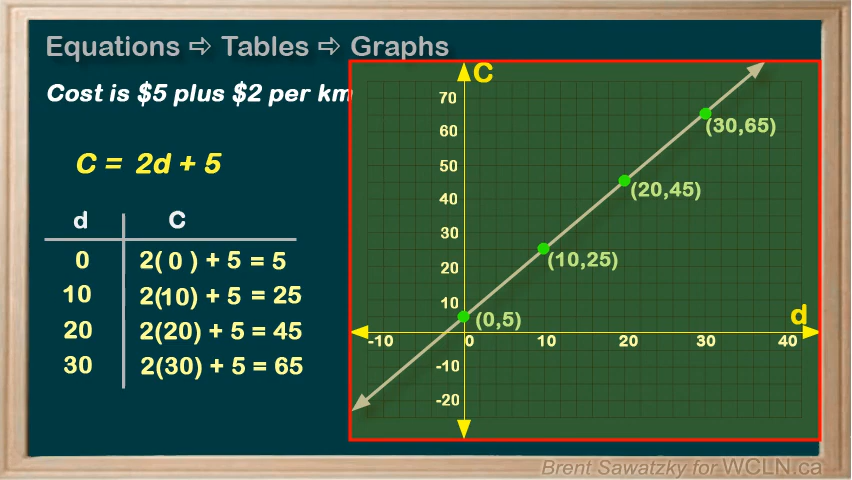 Equations ⇨ Tables ⇨ Graphs
Cost is $5 plus $2 per km
C = 2d + 5
d C
0 2( 0 ) + 5 = 5
10 2(10) + 5 = 25
20 2(20) + 5 = 45
30 2(30) + 5 = 65
C
70
60
50
40
30
20
10
-10
-20
(30,65)
(20,45)
(10,25)
(0,5)
d
-10 0 10 20 30 40
Brent Sawatzky for WCLN.ca